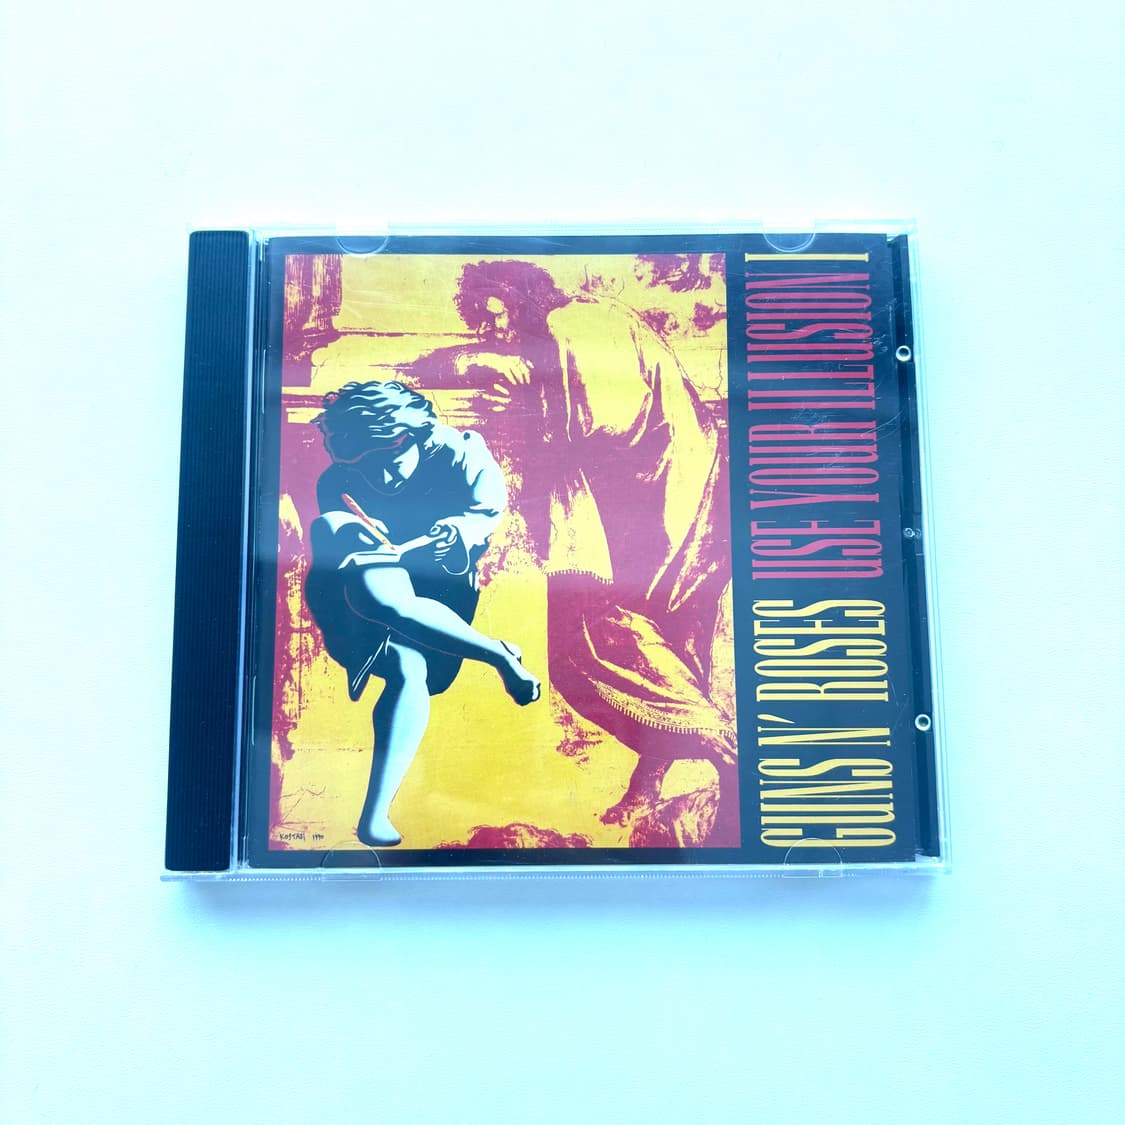 GUNS N' ROSES USE YOUR ILLUSION I
KOSTABI 1990